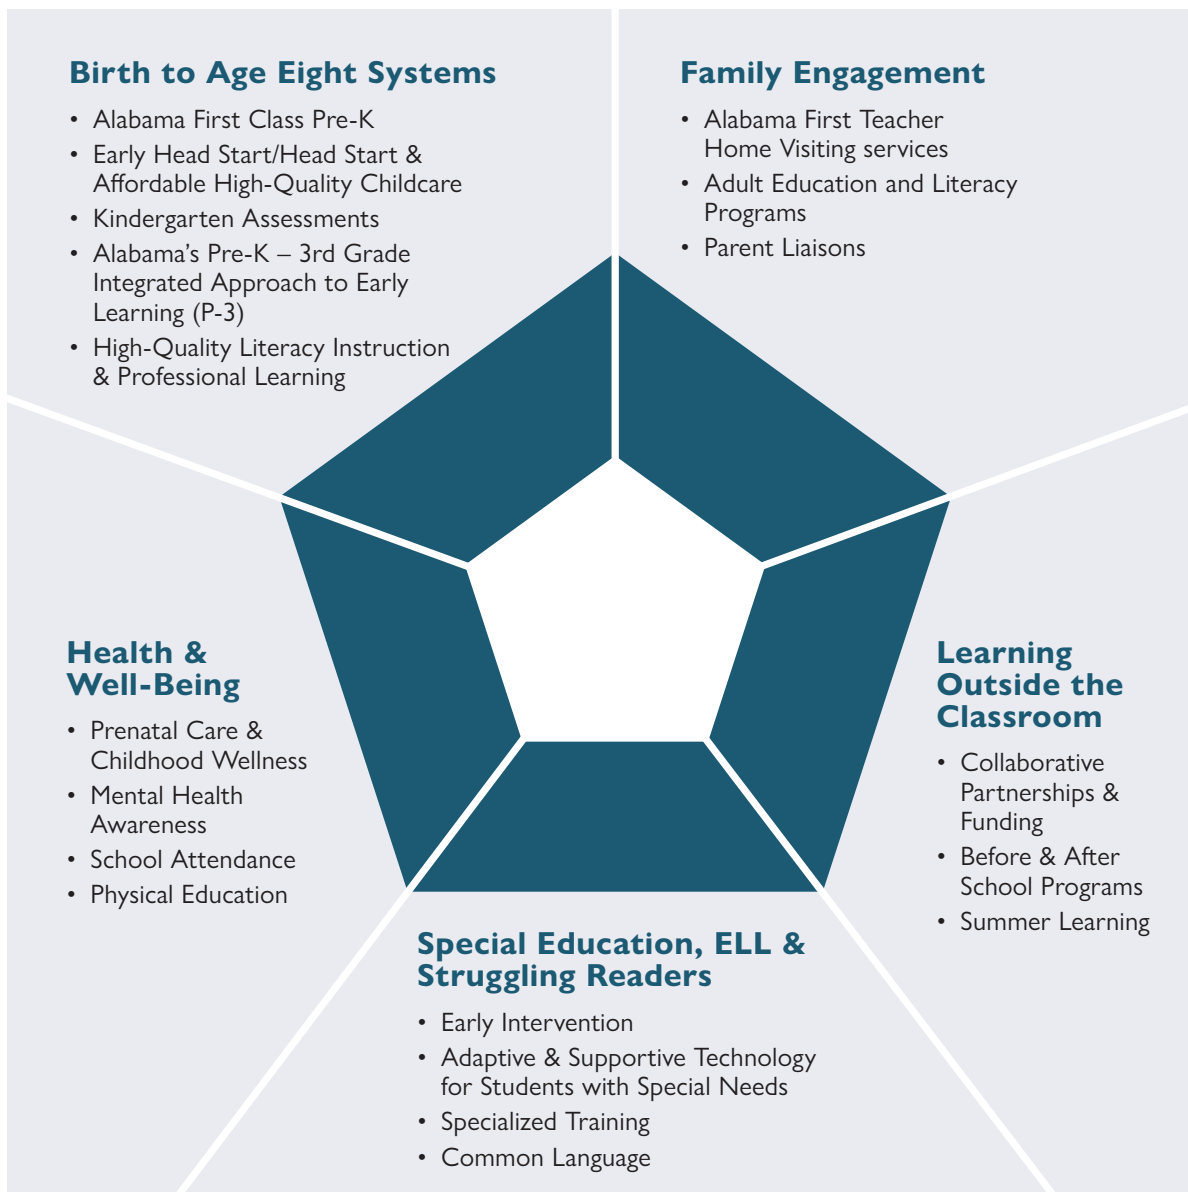 Birth to Age Eight Systems
• Alabama First Class Pre-K
• Early Head Start/Head Start &
Affordable High-Quality Childcare
• Kindergarten Assessments
• Alabama’s Pre-K – 3rd Grade
Integrated Approach to Early
Learning (P-3)
• High-Quality Literacy Instruction
& Professional Learning
Family Engagement
• Alabama First Teacher
Home Visiting services
• Adult Education and Literacy
Programs
• Parent Liaisons
Health &
Well-Being
• Prenatal Care &
Childhood Wellness
• Mental Health
Awareness
• School Attendance
• Physical Education
Learning
Outside the
Classroom
• Collaborative
Partnerships &
Funding
• Before & After
School Programs
• Summer Learning
Special Education, ELL &
Struggling Readers
• Early Intervention
• Adaptive & Supportive Technology
for Students with Special Needs
• Specialized Training
• Common Language